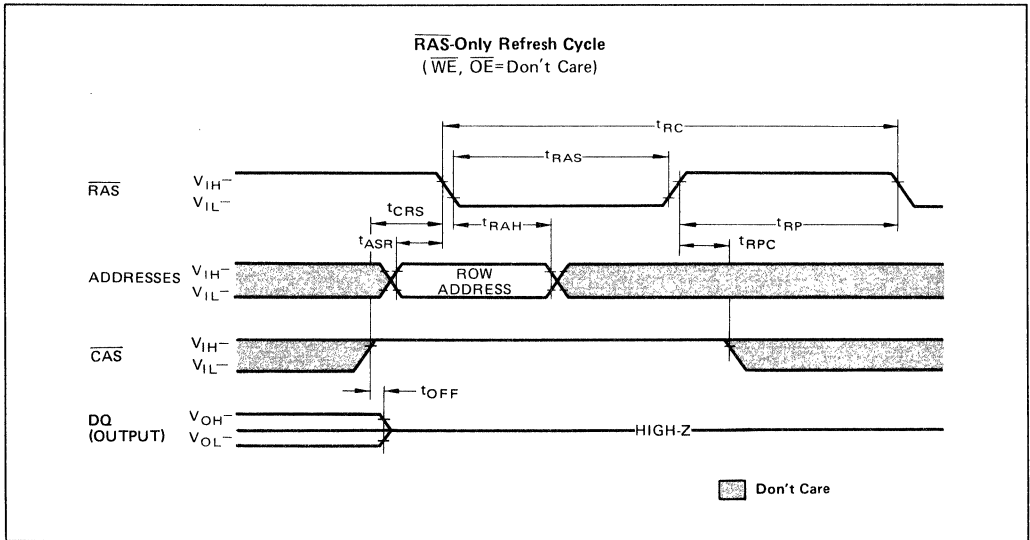 RAS-Only Refresh Cycle
(WE, OE=Don't Care)
tRC
tRAS
RAS
VIH
VIL
tCRS
tRAH
tRP
tASR
tRPC
ADDRESSES
VIH
VIL
ROW
ADDRESS
CAS
VIH
VIL
tOFF
DQ
(OUTPUT)
VOH
VOL
HIGH-Z
Don't Care